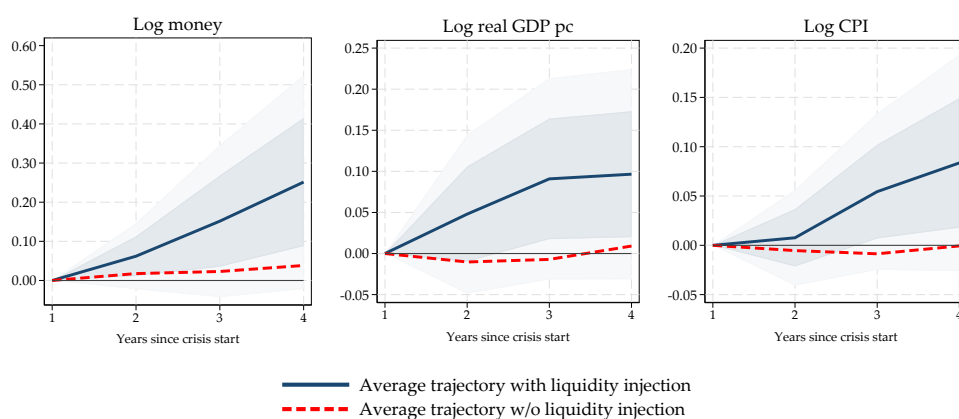 Log money
0.60
0.50
0.40
0.30
0.20
0.10
0.00
1 2 3 4
Years since crisis start
Log real GDP pc
0.25
0.20
0.15
0.10
0.05
0.00
-0.05
1 2 3 4
Years since crisis start
Log CPI
0.20
0.15
0.10
0.05
0.00
-0.05
1 2 3 4
Years since crisis start
Average trajectory with liquidity injection
Average trajectory w/o liquidity injection